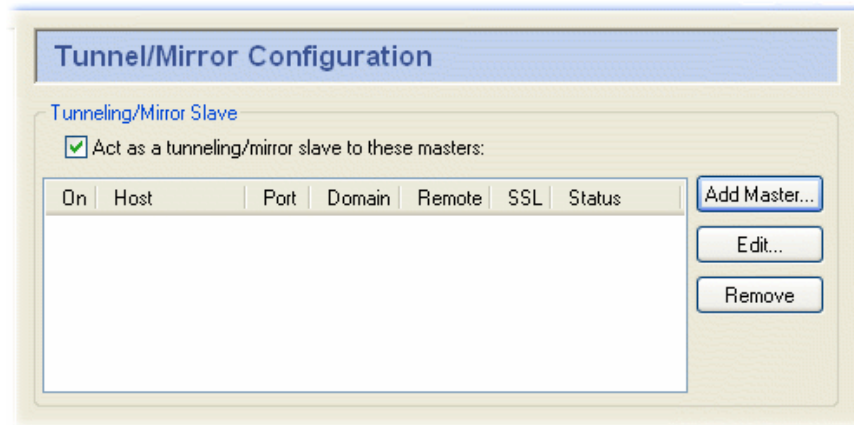 Tunnel/Mirror Configuration
Tunneling/Mirror Slave
Act as a tunneling/mirror slave to these masters:
On Host Port Domain Remote SSL Status
Add Master...
Edit...
Remove